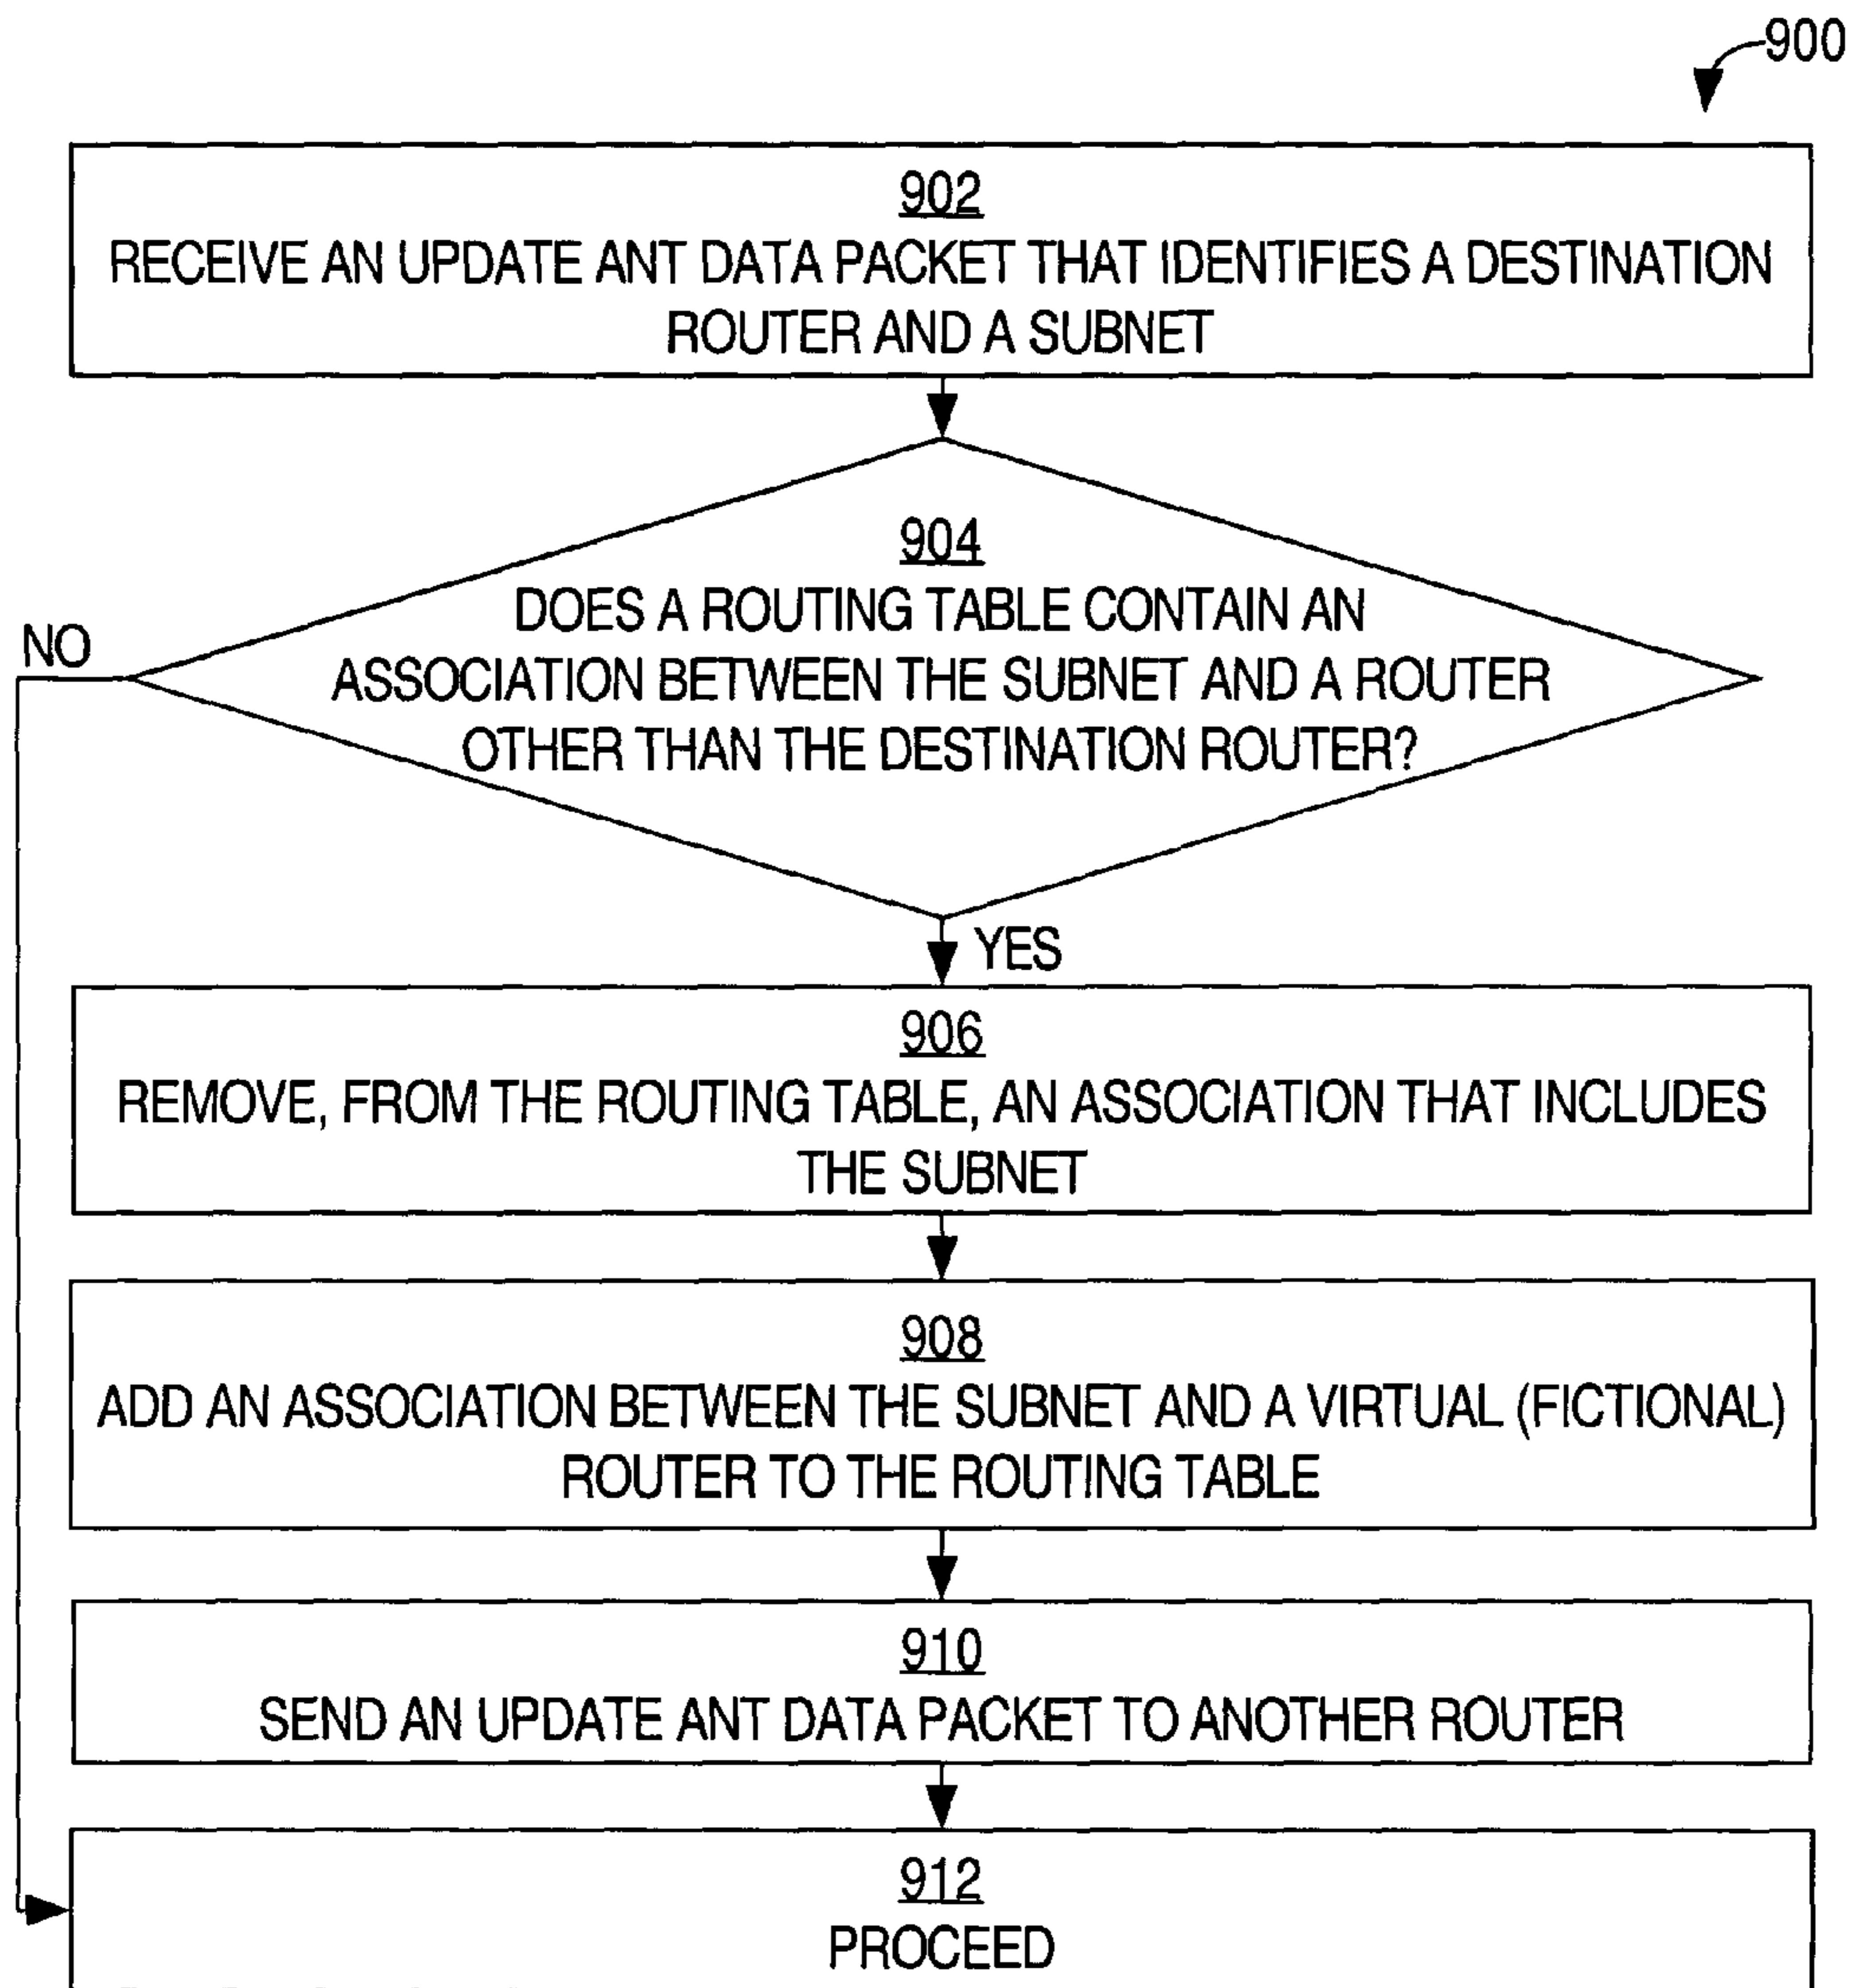 900
902
RECEIVE AN UPDATE ANT DATA PACKET THAT IDENTIFIES A DESTINATION
ROUTER AND A SUBNET
904
DOES A ROUTING TABLE CONTAIN AN
ASSOCIATION BETWEEN THE SUBNET AND A ROUTER
OTHER THAN THE DESTINATION ROUTER?
NO
YES
906
REMOVE, FROM THE ROUTING TABLE, AN ASSOCIATION THAT INCLUDES
THE SUBNET
908
ADD AN ASSOCIATION BETWEEN THE SUBNET AND A VIRTUAL (FICTIONAL)
ROUTER TO THE ROUTING TABLE
910
SEND AN UPDATE ANT DATA PACKET TO ANOTHER ROUTER
912
PROCEED